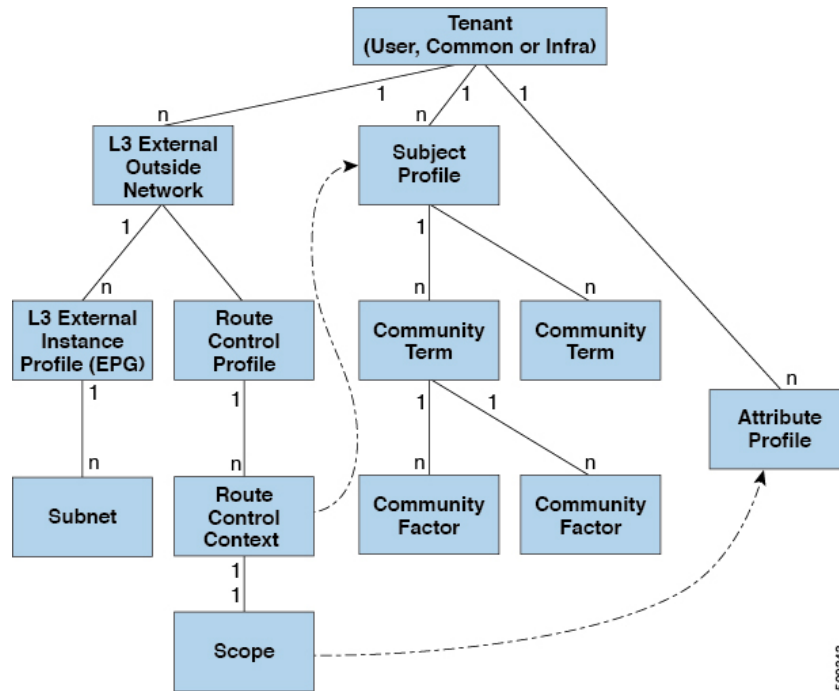 Tenant
(User, Common or Infra)
1
1
1
n
n
L3 External
Outside
Network
Subject
Profile
1
1
n
n
n
L3 External
Instance
Profile (EPG)
Route
Control
Profile
Community
Term
Community
Term
n
1
1
1
1
Attribute
Profile
n
n
n
n
Subnet
Route
Control
Context
Community
Factor
Community
Factor
1
1
Scope